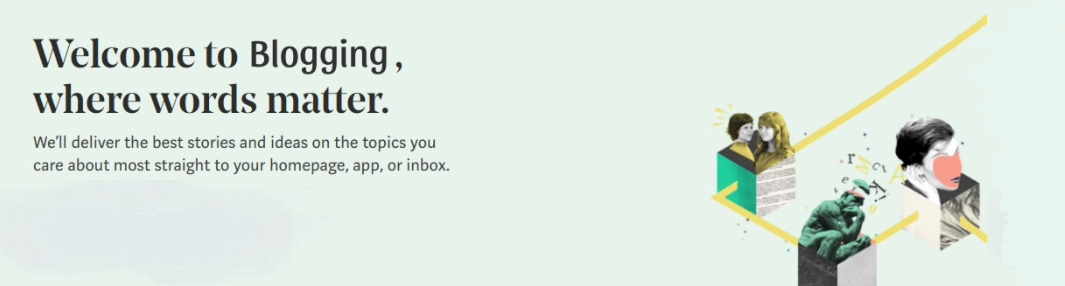 Welcome to Blogging ,
where words matter.
We'll deliver the best stories and ideas on the topics you
care about most straight to your homepage, app, or inbox.